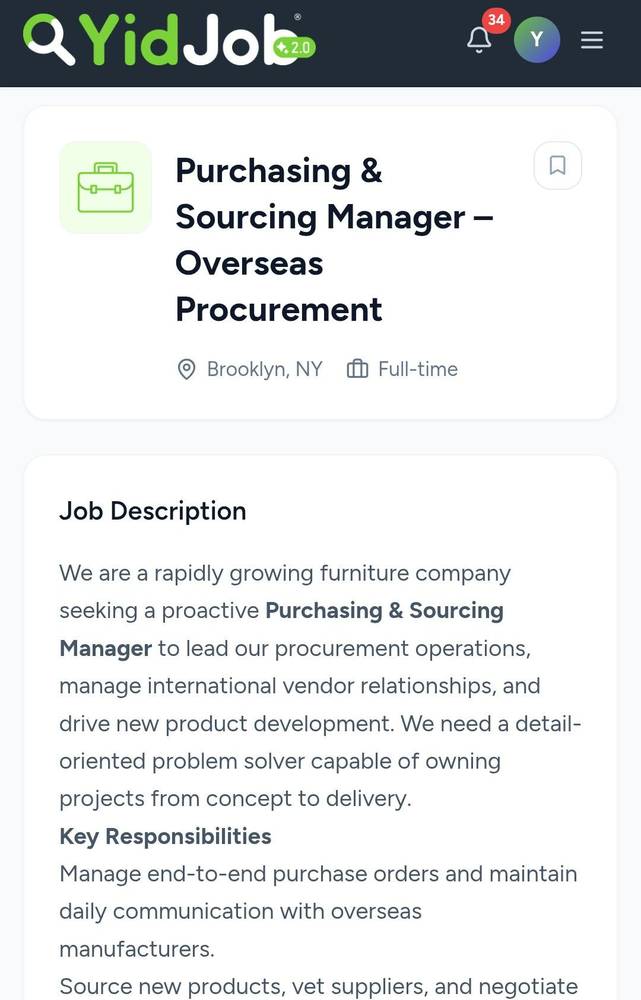 YidJob®
2.0
34
Y
Purchasing &
Sourcing Manager –
Overseas
Procurement
Brooklyn, NY Full-time
Job Description
We are a rapidly growing furniture company
seeking a proactive Purchasing & Sourcing
Manager to lead our procurement operations,
manage international vendor relationships, and
drive new product development. We need a detail-
oriented problem solver capable of owning
projects from concept to delivery.
Key Responsibilities
Manage end-to-end purchase orders and maintain
daily communication with overseas
manufacturers.
Source new products, vet suppliers, and negotiate